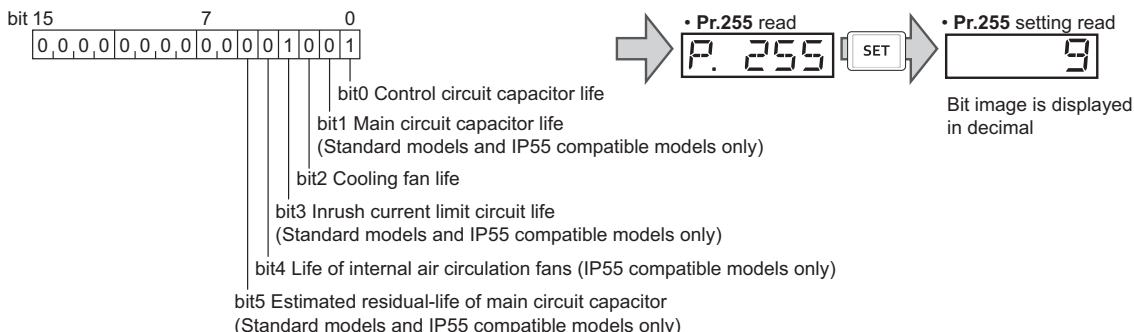 bit 15 7 0
0 0 0 0 0 0 0 0 0 0 0 0 1 0 0 1
bit0 Control circuit capacitor life
bit1 Main circuit capacitor life
(Standard models and IP55 compatible models only)
bit2 Cooling fan life
bit3 Inrush current limit circuit life
(Standard models and IP55 compatible models only)
bit4 Life of internal air circulation fans (IP55 compatible models only)
bit5 Estimated residual-life of main circuit capacitor
(Standard models and IP55 compatible models only)
• Pr.255 read
P. 255
SET
• Pr.255 setting read
9
Bit image is displayed
in decimal